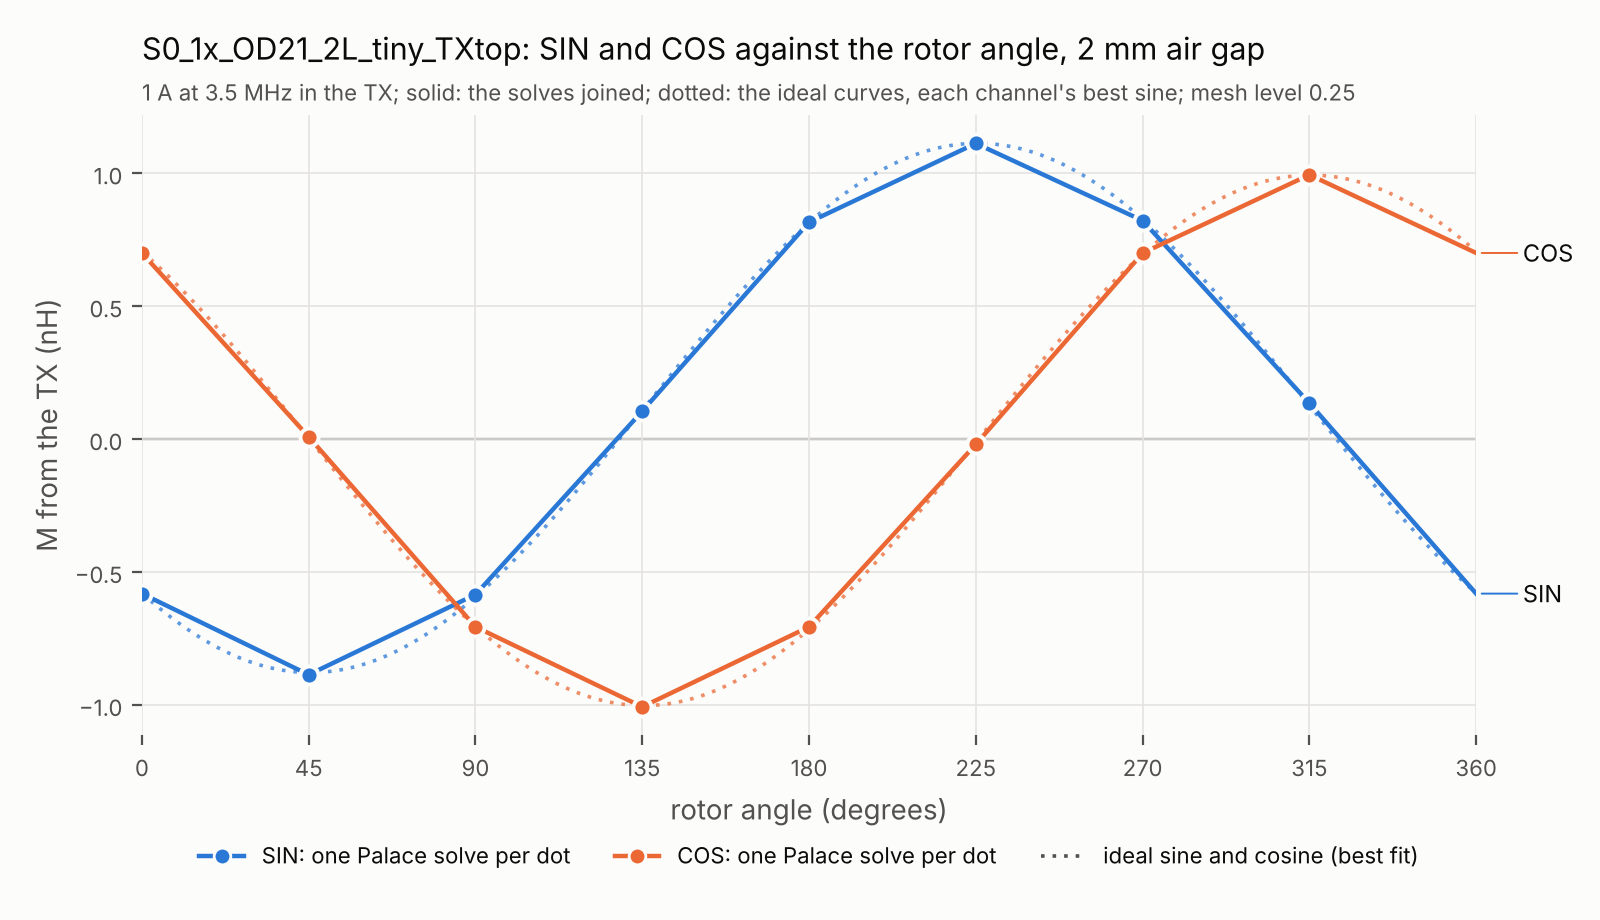 S0_1x_OD21_2L_tiny_TXtop: SIN and COS against the rotor angle, 2 mm air gap
1 A at 3.5 MHz in the TX; solid: the solves joined; dotted: the ideal curves, each channel's best sine; mesh level 0.25
M from the TX (nH)
1.0
0.5
0.0
−0.5
−1.0
COS
SIN
0 45 90 135 180 225 270 315 360
rotor angle (degrees)
SIN: one Palace solve per dot COS: one Palace solve per dot ideal sine and cosine (best fit)